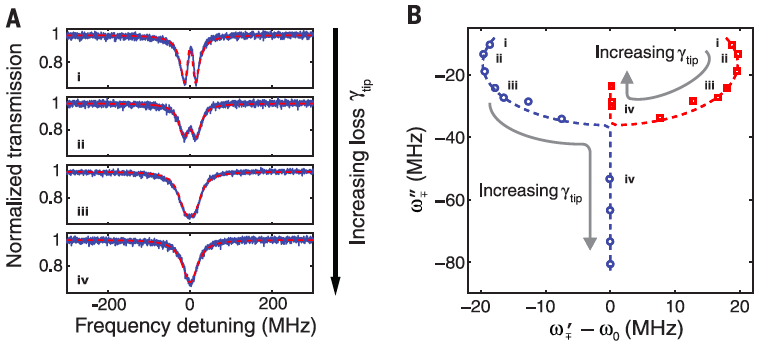 A
Normalized transmission
1
0.8
i
1
0.8
ii
1
0.8
iii
1
0.8
iv
-200
0
200
Frequency detuning (MHz)
Increasing loss γtip
B
ω″∓ (MHz)
−20
−40
−60
−80
i
ii
iii
iv
Increasing γtip
i
ii
iii
iv
Increasing γtip
−20
−10
0
10
20
ω′∓ − ω0 (MHz)